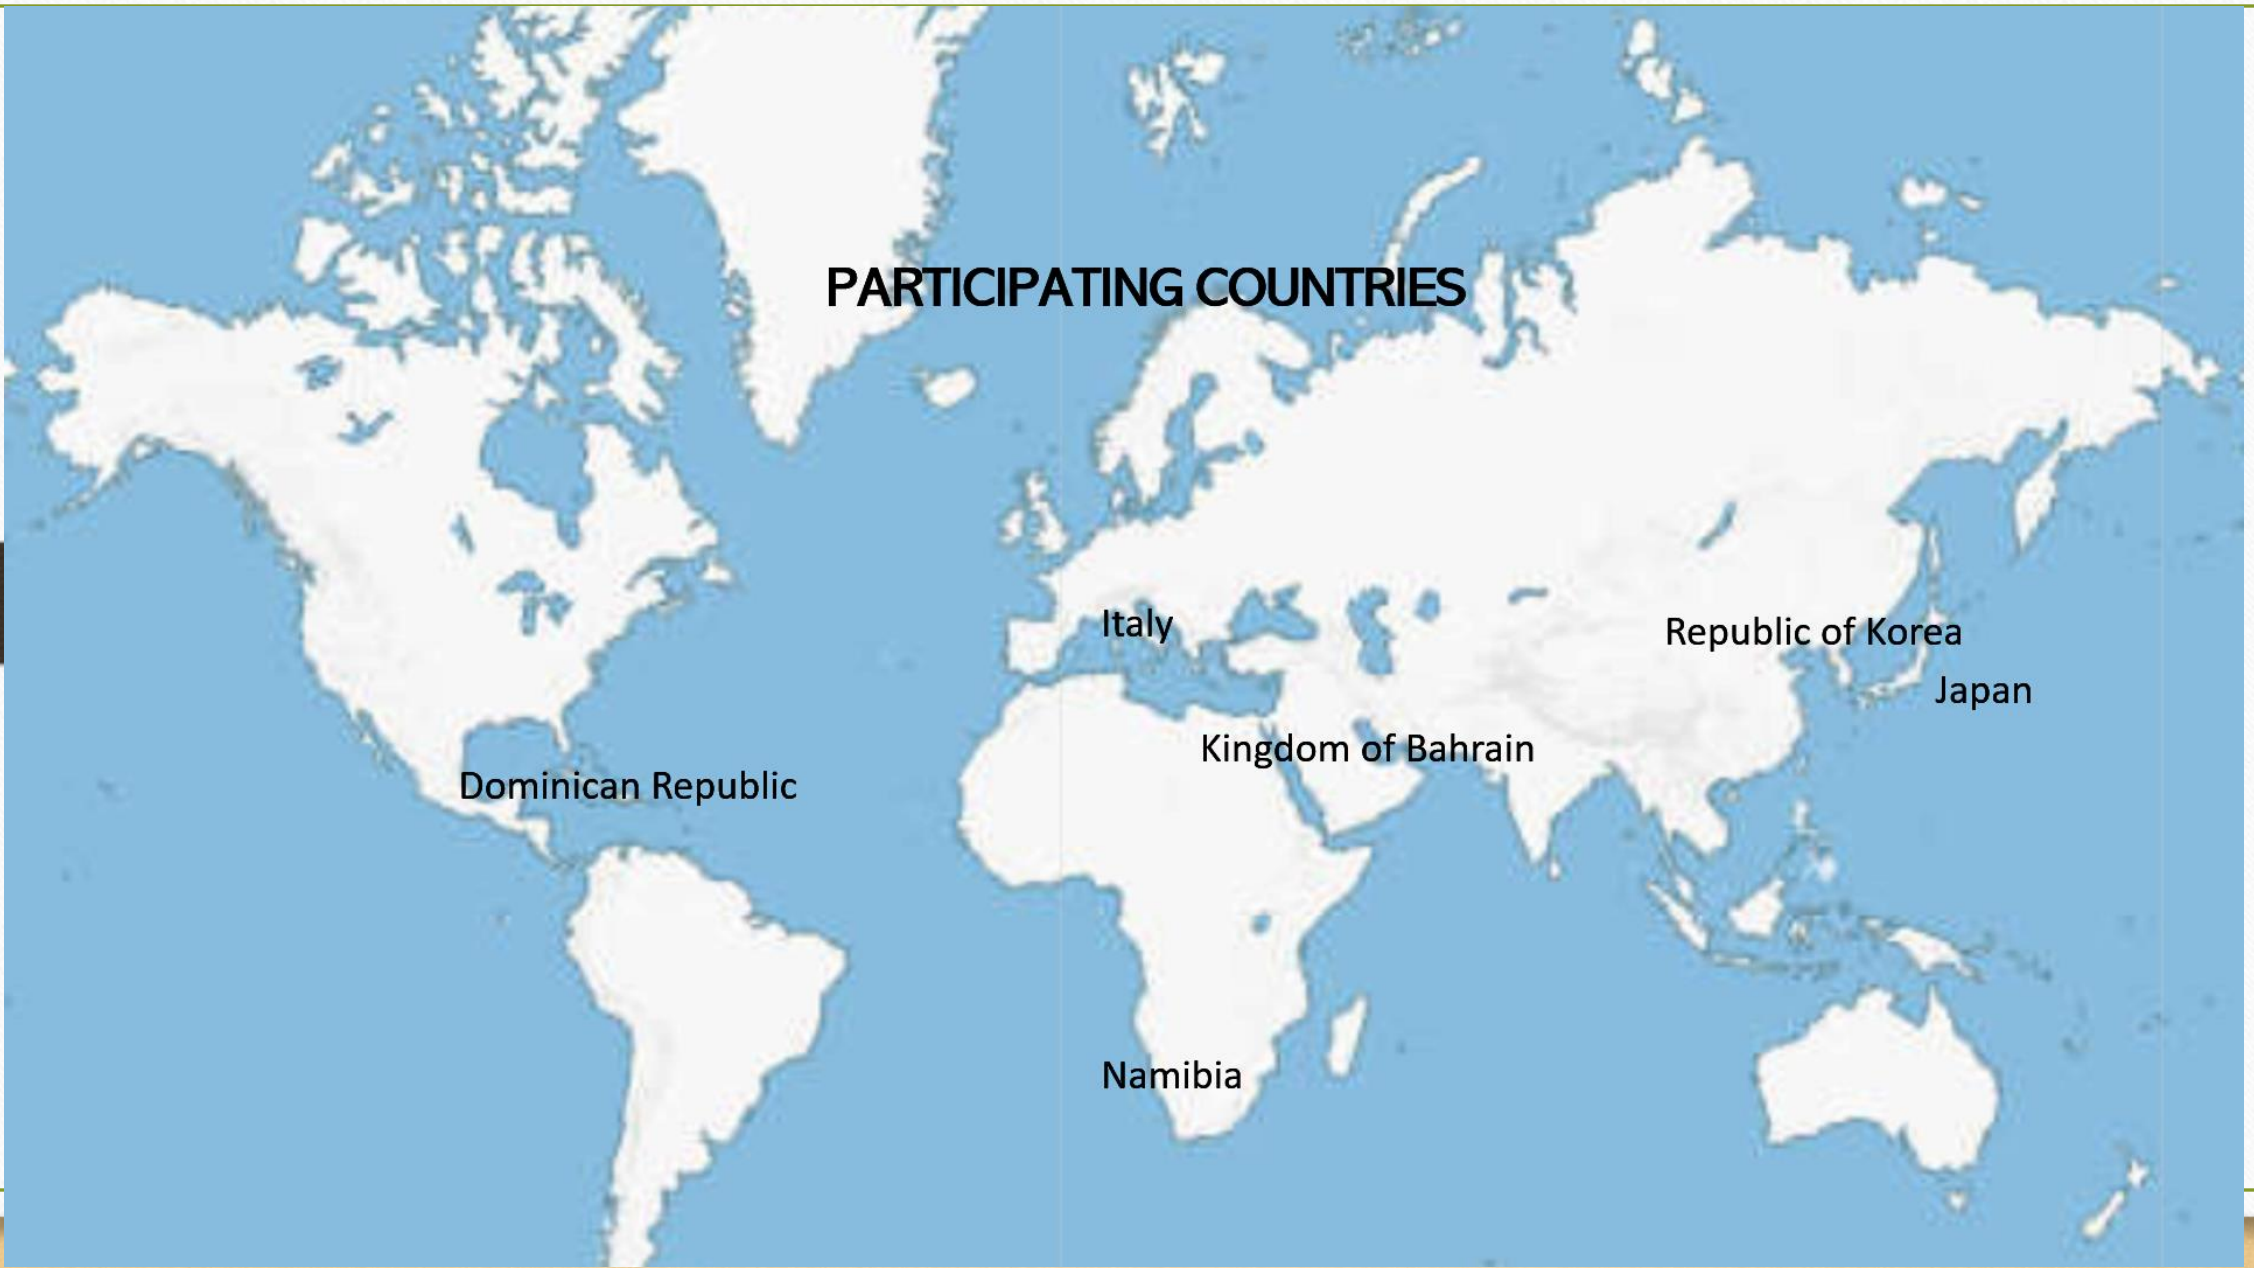 PARTICIPATING COUNTRIES
Italy
Republic of Korea
Japan
Kingdom of Bahrain
Dominican Republic
Namibia